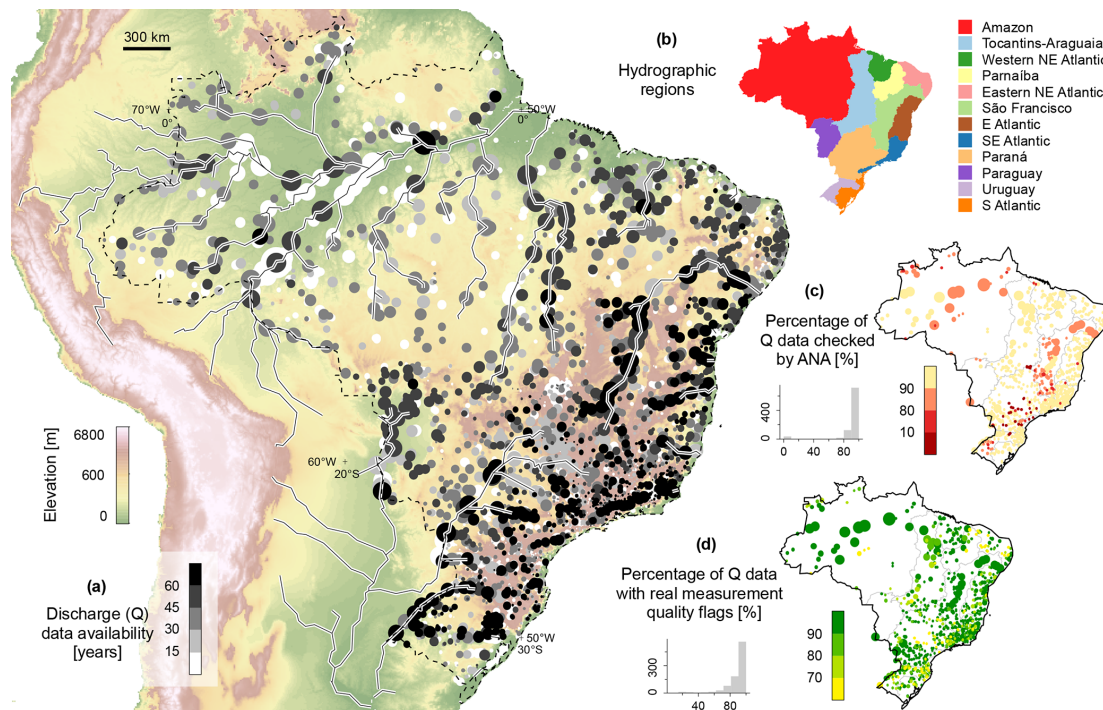 300 km
70°W
0°
50°W
0°
60°W
20°S
50°W
30°S
Elevation [m]
6800
600
0
(a)
Discharge (Q)
data availability
[years]
60
45
30
15
(b)
Hydrographic
regions
Amazon
Tocantins-Araguaia
Western NE Atlantic
Parnaíba
Eastern NE Atlantic
São Francisco
E Atlantic
SE Atlantic
Paraná
Paraguay
Uruguay
S Atlantic
(c)
Percentage of
Q data checked
by ANA [%]
0
400
0
40
80
90
80
10
(d)
Percentage of Q data
with real measurement
quality flags [%]
0
300
40
80
90
80
70